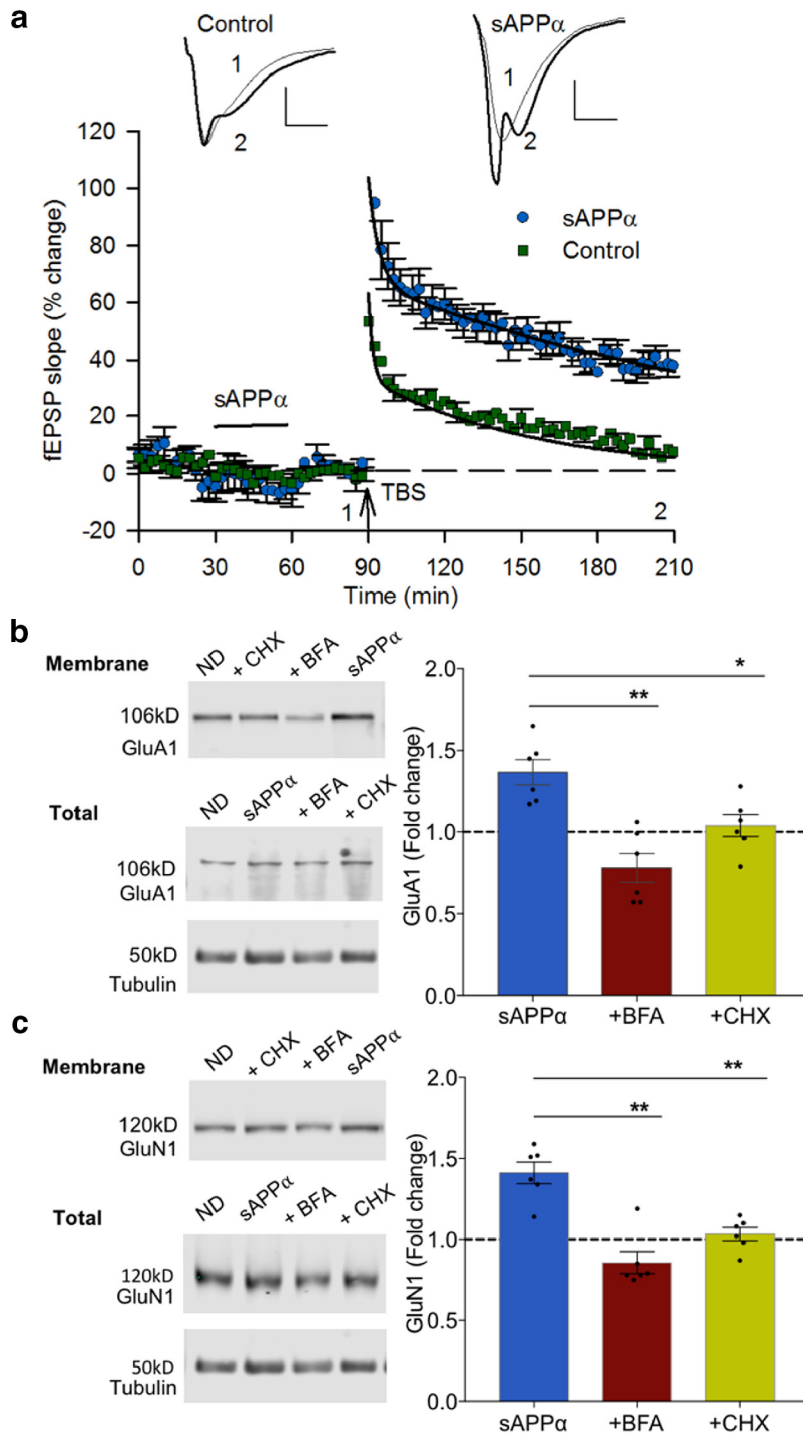 a
Control
sAPPα
1
2
1
2
120
100
80
60
40
20
0
-20
fEPSP slope (% change)
sAPPα
Control
sAPPα
1
TBS
2
0
30
60
90
120
150
180
210
Time (min)
b
Membrane
ND
+ CHX
+ BFA
sAPPα
106kD
GluA1
Total
ND
sAPPα
+ BFA
+ CHX
106kD
GluA1
50kD
Tubulin
GluA1 (Fold change)
2.0
1.5
1.0
0.5
0.0
*
**
sAPPα
+BFA
+CHX
c
Membrane
ND
+ CHX
+ BFA
sAPPα
120kD
GluN1
Total
ND
sAPPα
+ BFA
+ CHX
120kD
GluN1
50kD
Tubulin
GluN1 (Fold change)
2.0
1.5
1.0
0.5
0.0
**
**
sAPPα
+BFA
+CHX